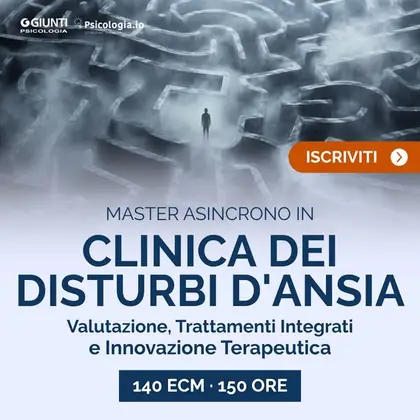 GIUNTI
PSICOLOGIA
Psicologia.io
ISCRIVITI
MASTER ASINCRONO IN
CLINICA DEI
DISTURBI D'ANSIA
Valutazione, Trattamenti Integrati
e Innovazione Terapeutica
140 ECM · 150 ORE